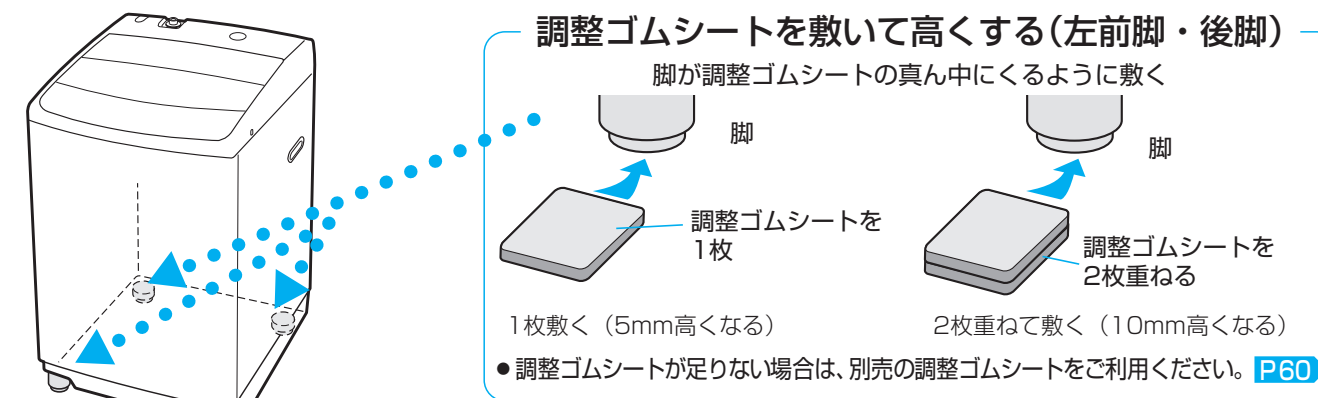 調整ゴムシートを敷いて高くする（左前脚・後脚）
脚が調整ゴムシートの真ん中にくるように敷く
脚
調整ゴムシートを
1枚
1枚敷く（5mm高くなる）
脚
調整ゴムシートを
2枚重ねる
2枚重ねて敷く（10mm高くなる）
●調整ゴムシートが足りない場合は、別売の調整ゴムシートをご利用ください。P60